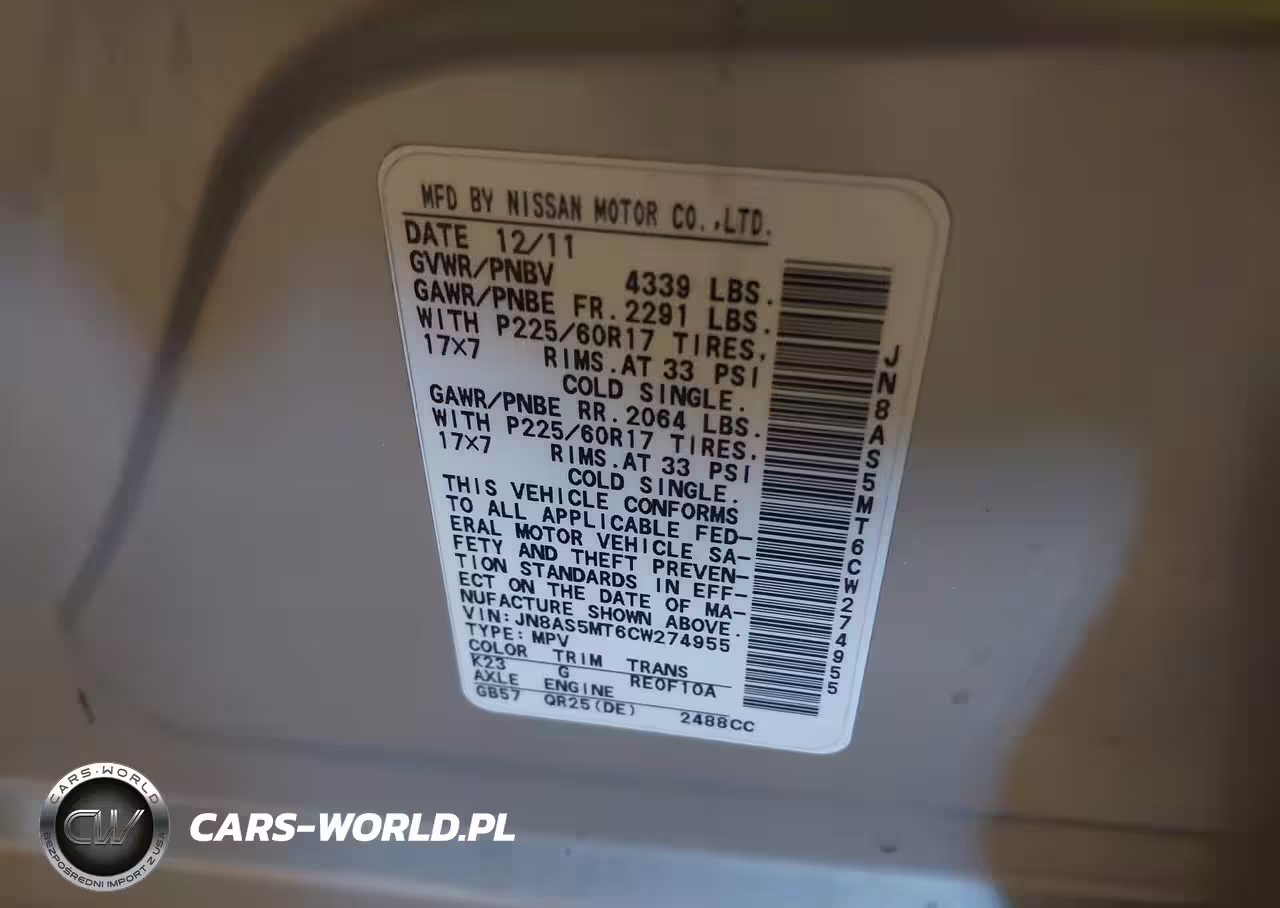 MFD BY NISSAN MOTOR CO.,LTD.
DATE 12/11
GVWR/PNBV 4339 LBS.
GAWR/PNBE FR.2291 LBS.
WITH P225/60R17 TIRES,
17×7 RIMS.AT 33 PSI
COLD SINGLE.
GAWR/PNBE RR.2064 LBS.
WITH P225/60R17 TIRES.
17×7 RIMS.AT 33 PSI
COLD SINGLE.
THIS VEHICLE CONFORMS
TO ALL APPLICABLE FED-
ERAL MOTOR VEHICLE SA-
FETY AND THEFT PREVEN-
TION STANDARDS IN EFF-
ECT ON THE DATE OF MA-
NUFACTURE SHOWN ABOVE.
VIN:JN8AS5MT6CW274955
TYPE:MPV
COLOR TRIM TRANS
K23 G RE0F10A
AXLE ENGINE
GB57 QR25(DE) 2488CC
JN8AS5MT6CW274955
CARS-WORLD
CW
BEZPOŚREDNI IMPORT Z USA
CARS-WORLD.PL